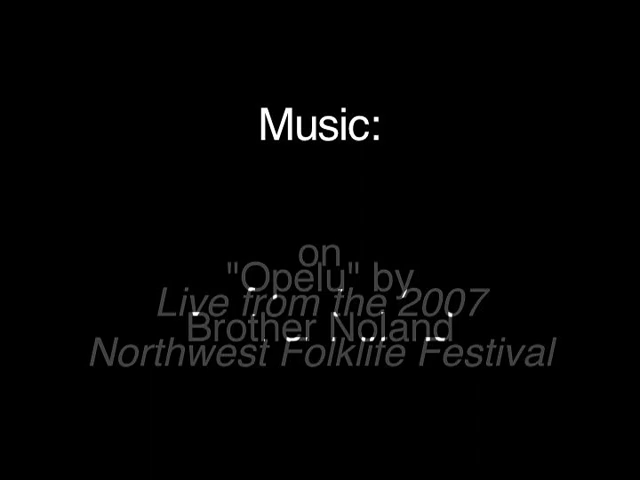 Music:
on
"Opelu" by
Live from the 2007
Brother Noland
Northwest Folklife Festival